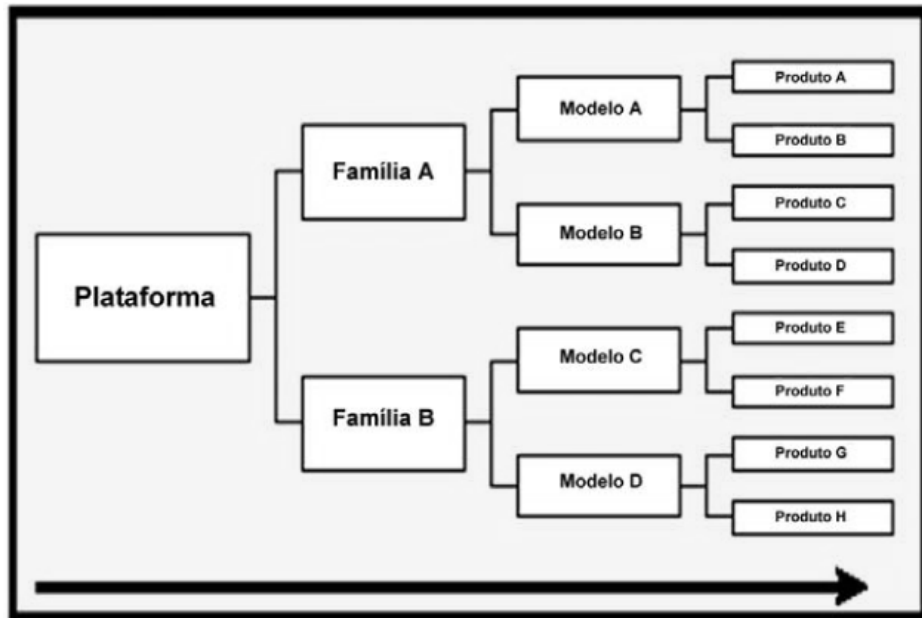 Plataforma
Família A
Família B
Modelo A
Modelo B
Modelo C
Modelo D
Produto A
Produto B
Produto C
Produto D
Produto E
Produto F
Produto G
Produto H